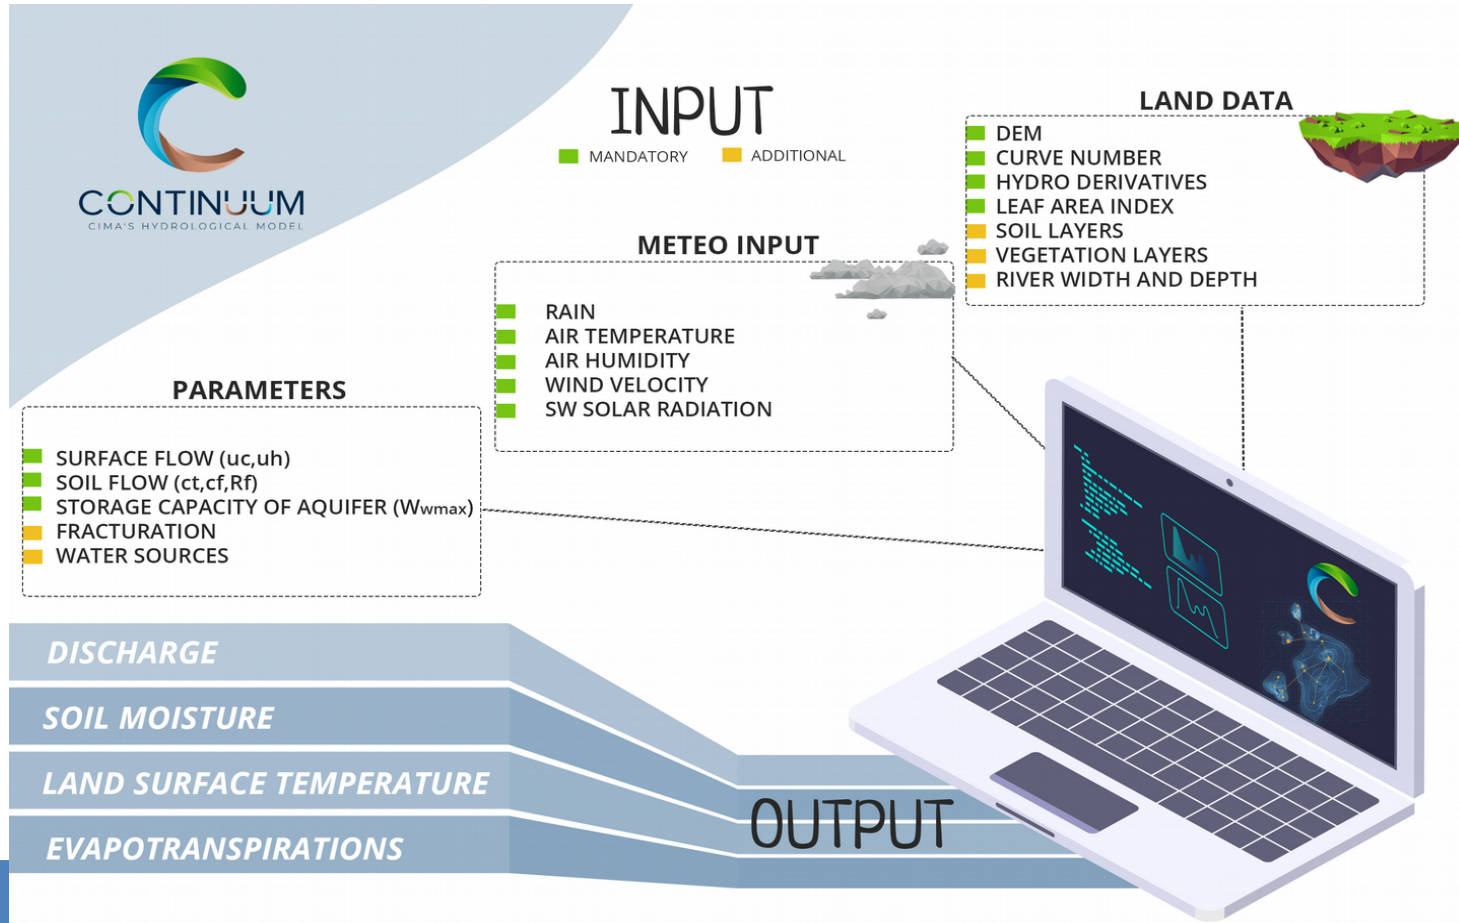 CONTINUUM
CIMA'S HYDROLOGICAL MODEL
INPUT
MANDATORY ADDITIONAL
LAND DATA
DEM
CURVE NUMBER
HYDRO DERIVATIVES
LEAF AREA INDEX
SOIL LAYERS
VEGETATION LAYERS
RIVER WIDTH AND DEPTH
METEO INPUT
RAIN
AIR TEMPERATURE
AIR HUMIDITY
WIND VELOCITY
SW SOLAR RADIATION
PARAMETERS
SURFACE FLOW (uc,uh)
SOIL FLOW (ct,cf,Rf)
STORAGE CAPACITY OF AQUIFER (Wwmax)
FRACTURATION
WATER SOURCES
DISCHARGE
SOIL MOISTURE
LAND SURFACE TEMPERATURE
EVAPOTRANSPIRATIONS
OUTPUT